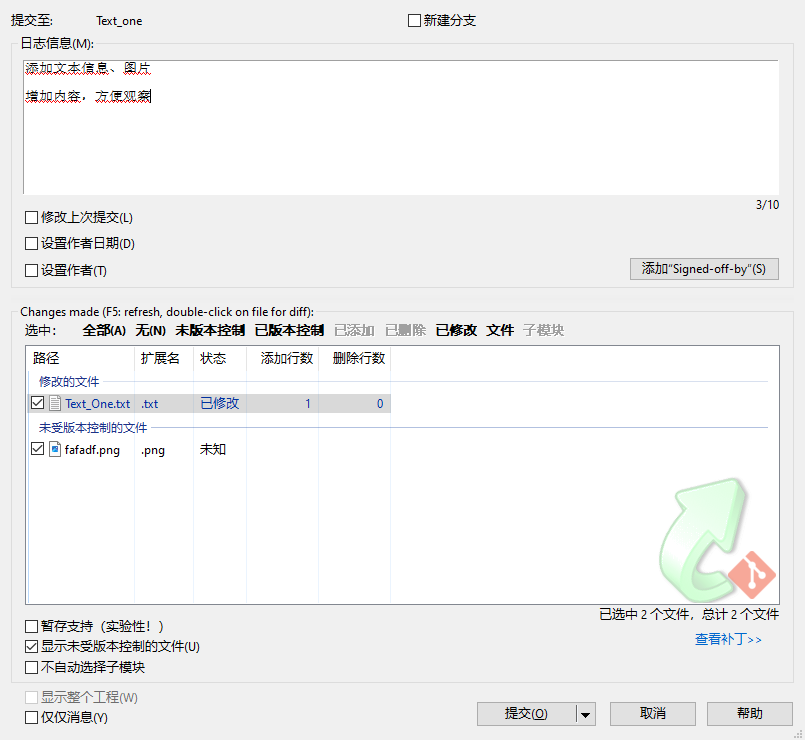 提交至: Text_one 新建分支
日志信息(M):
添加文本信息、图片
增加内容，方便观察
3/10
修改上次提交(L)
设置作者日期(D)
设置作者(T) 添加"Signed-off-by"(S)
Changes made (F5: refresh, double-click on file for diff):
选中: 全部(A) 无(N) 未版本控制 已版本控制 已添加 已删除 已修改 文件 子模块
路径 扩展名 状态 添加行数 删除行数
修改的文件
Text_One.txt .txt 已修改 1 0
未受版本控制的文件
fafadf.png .png 未知
已选中 2 个文件，总计 2 个文件
暂存支持（实验性！）
查看补丁>>
显示未受版本控制的文件(U)
不自动选择子模块
显示整个工程(W)
仅仅消息(Y)
提交(O) 取消 帮助